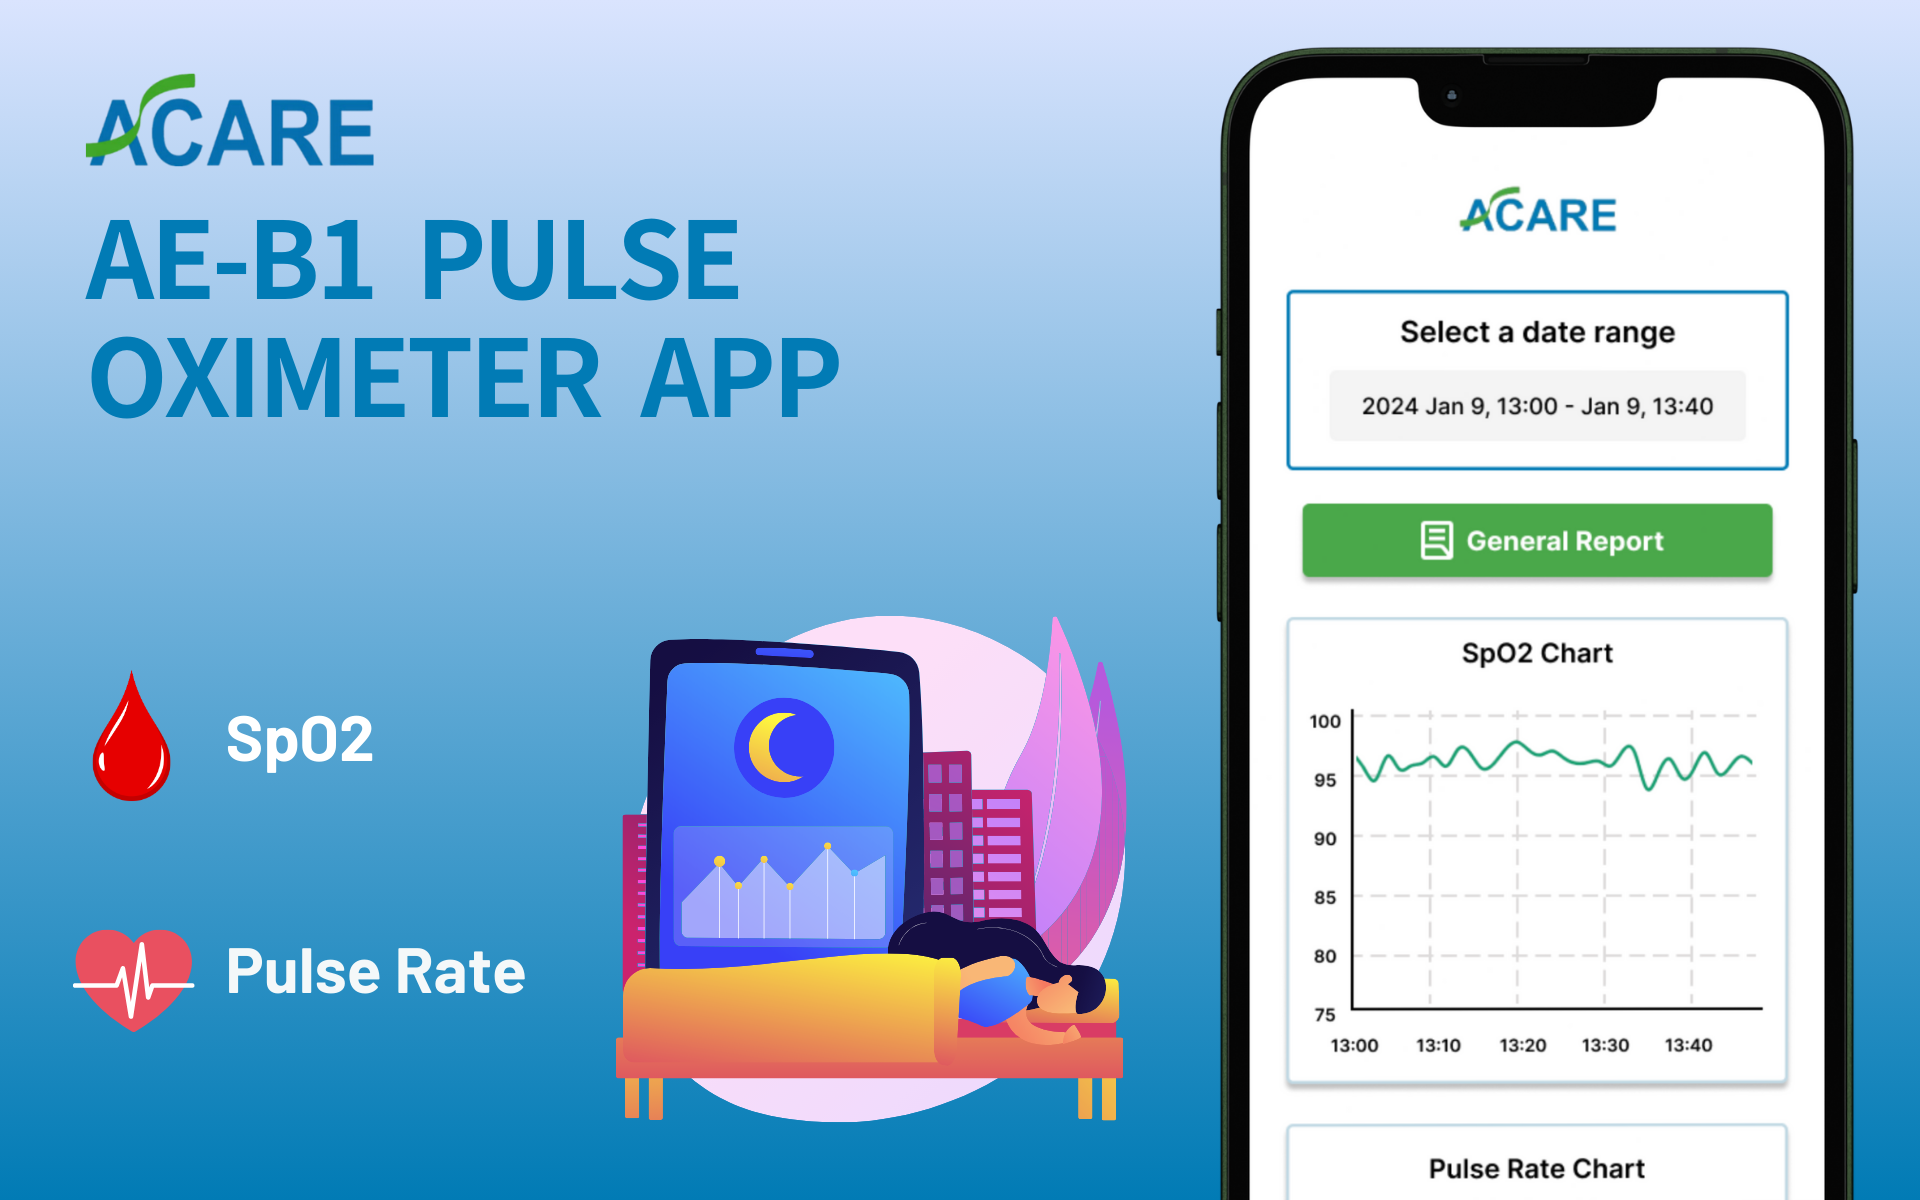 ACARE
AE-B1 PULSE
OXIMETER APP
SpO2
Pulse Rate
ACARE
Select a date range
2024 Jan 9, 13:00 - Jan 9, 13:40
General Report
SpO2 Chart
100
95
90
85
80
75
13:00 13:10 13:20 13:30 13:40
Pulse Rate Chart